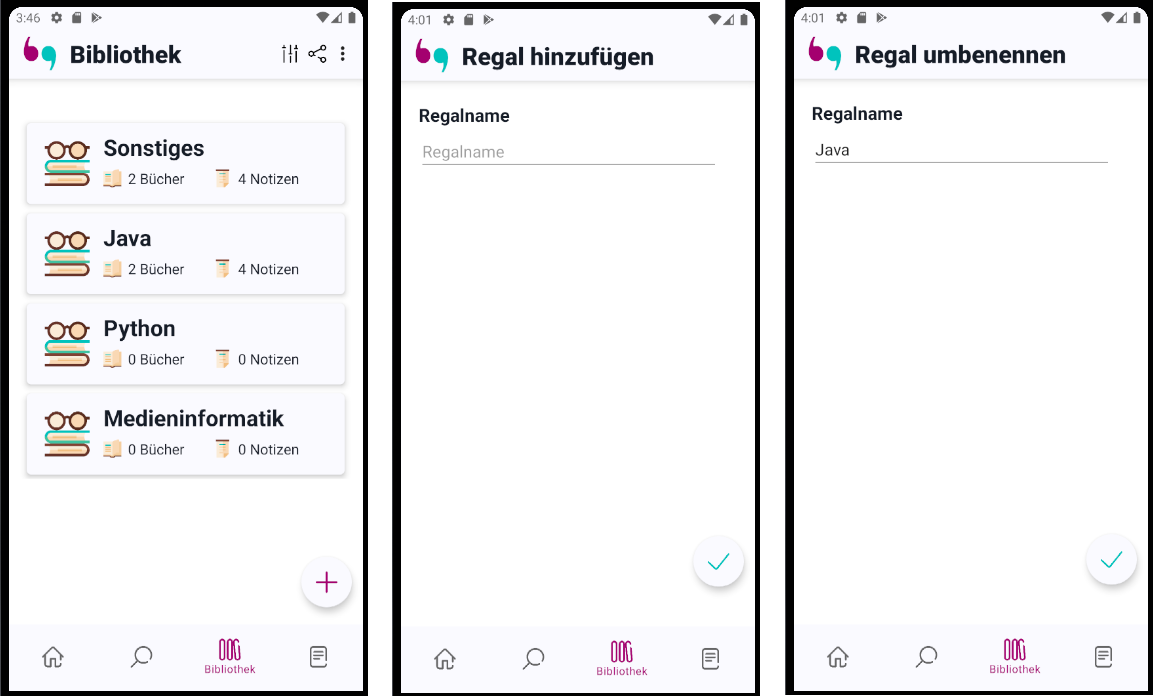 3:46
Bibliothek
Sonstiges
2 Bücher 4 Notizen
Java
2 Bücher 4 Notizen
Python
0 Bücher 0 Notizen
Medieninformatik
0 Bücher 0 Notizen
Bibliothek
4:01
Regal hinzufügen
Regalname
Regalname
Bibliothek
4:01
Regal umbenennen
Regalname
Java
Bibliothek